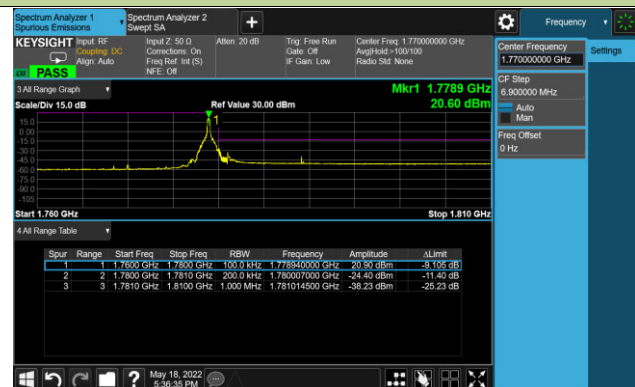 Spectrum Analyzer 1
Spurious Emissions
Spectrum Analyzer 2
Swept SA
Frequency
KEYSIGHT
Input: RF
Coupling: DC
Align: Auto
Input Z: 50 Ω
Corrections: On
Freq Ref: Int (S)
NFE: Off
Atten: 20 dB
Trig: Free Run
Gate: Off
IF Gain: Low
Center Freq: 1.770000000 GHz
Avg|Hold:>100/100
Radio Std: None
PASS
Center Frequency
1.770000000 GHz
Settings
CF Step
6.900000 MHz
Auto
Man
Freq Offset
0 Hz
3 All Range Graph
Mkr1 1.7789 GHz
Scale/Div 15.0 dB
Ref Value 30.00 dBm
20.60 dBm
1
15.0
0.00
-15.0
-30.0
-45.0
-60.0
-75.0
-90.0
-105
Start 1.760 GHz
Stop 1.810 GHz
4 All Range Table
Spur Range Start Freq Stop Freq RBW Frequency Amplitude ΔLimit
1 1 1.7600 GHz 1.7800 GHz 100.0 kHz 1.778940000 GHz 20.90 dBm -9.105 dB
2 2 1.7800 GHz 1.7810 GHz 200.0 kHz 1.780007000 GHz -24.40 dBm -11.40 dB
3 3 1.7810 GHz 1.8100 GHz 1.000 MHz 1.781014500 GHz -38.23 dBm -25.23 dB
?
May 18, 2022
5:36:35 PM